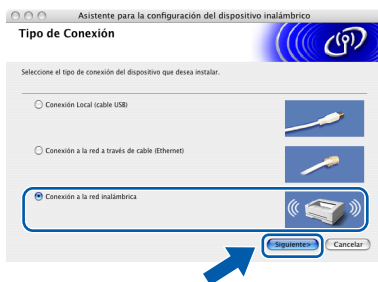 Asistente para la configuración del dispositivo inalámbrico
Tipo de Conexión
Seleccione el tipo de conexión del dispositivo que desea instalar.
Conexión Local (cable USB)
Conexión a la red a través de cable (Ethernet)
Conexión a la red inalámbrica
Siguiente>
Cancelar